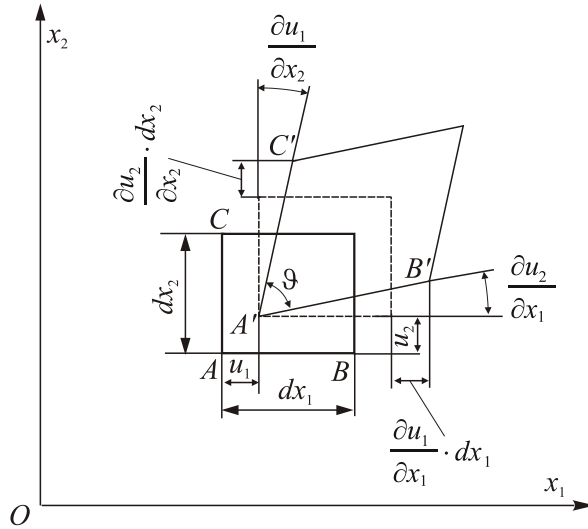 x₂
∂u₁
∂x₂
∂u₂/∂x₂ · dx₂
C′
C
dx₂
ϑ
B′
∂u₂
∂x₁
A′
u₂
A
u₁
B
dx₁
∂u₁/∂x₁ · dx₁
x₁
O